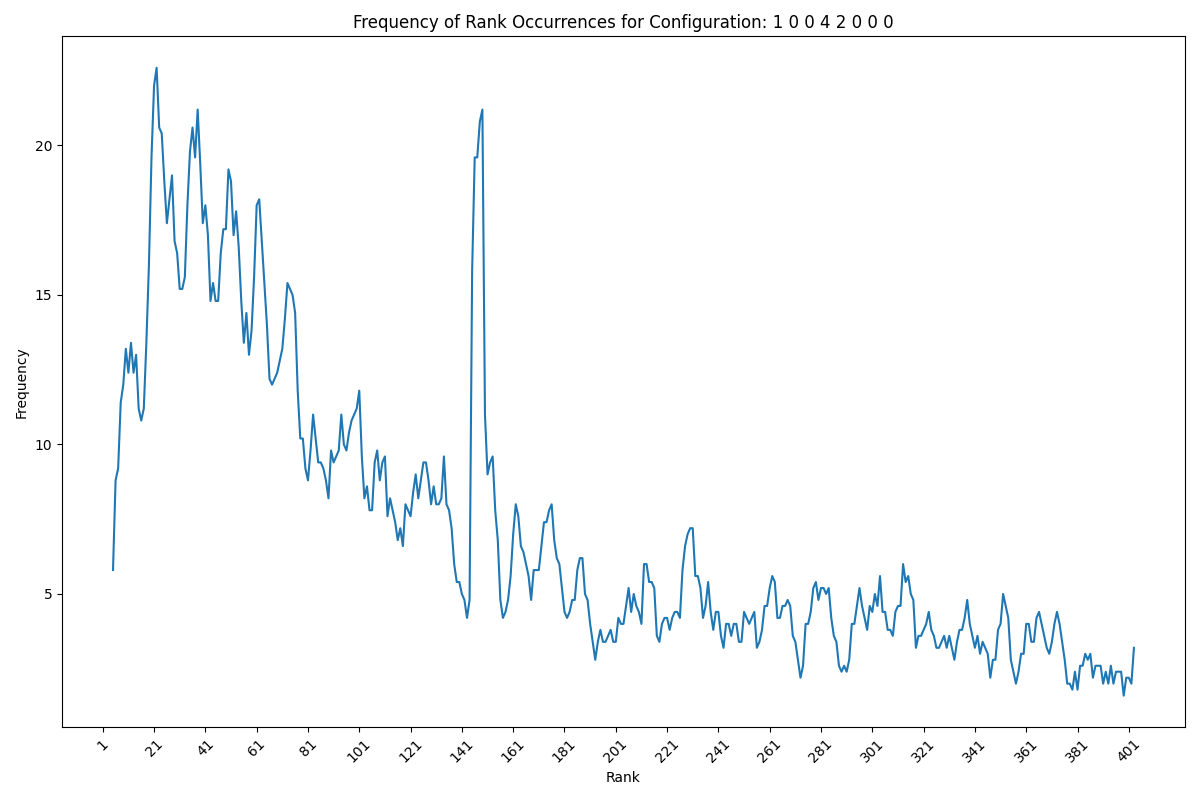 Frequency of Rank Occurrences for Configuration: 1 0 0 4 2 0 0 0
Frequency
20
15
10
5
1 21 41 61 81 101 121 141 161 181 201 221 241 261 281 301 321 341 361 381 401
Rank